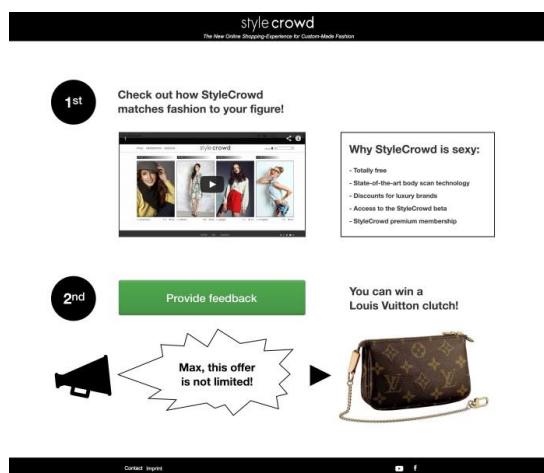 style crowd
The New Online Shopping-Experience for Custom-Made Fashion
1st
Check out how StyleCrowd
matches fashion to your figure!
style crowd
Why StyleCrowd is sexy:
- Totally free
- State-of-the-art body scan technology
- Discounts for luxury brands
- Access to the StyleCrowd beta
- StyleCrowd premium membership
2nd
Provide feedback
You can win a
Louis Vuitton clutch!
Max, this offer
is not limited!
Contact Imprint